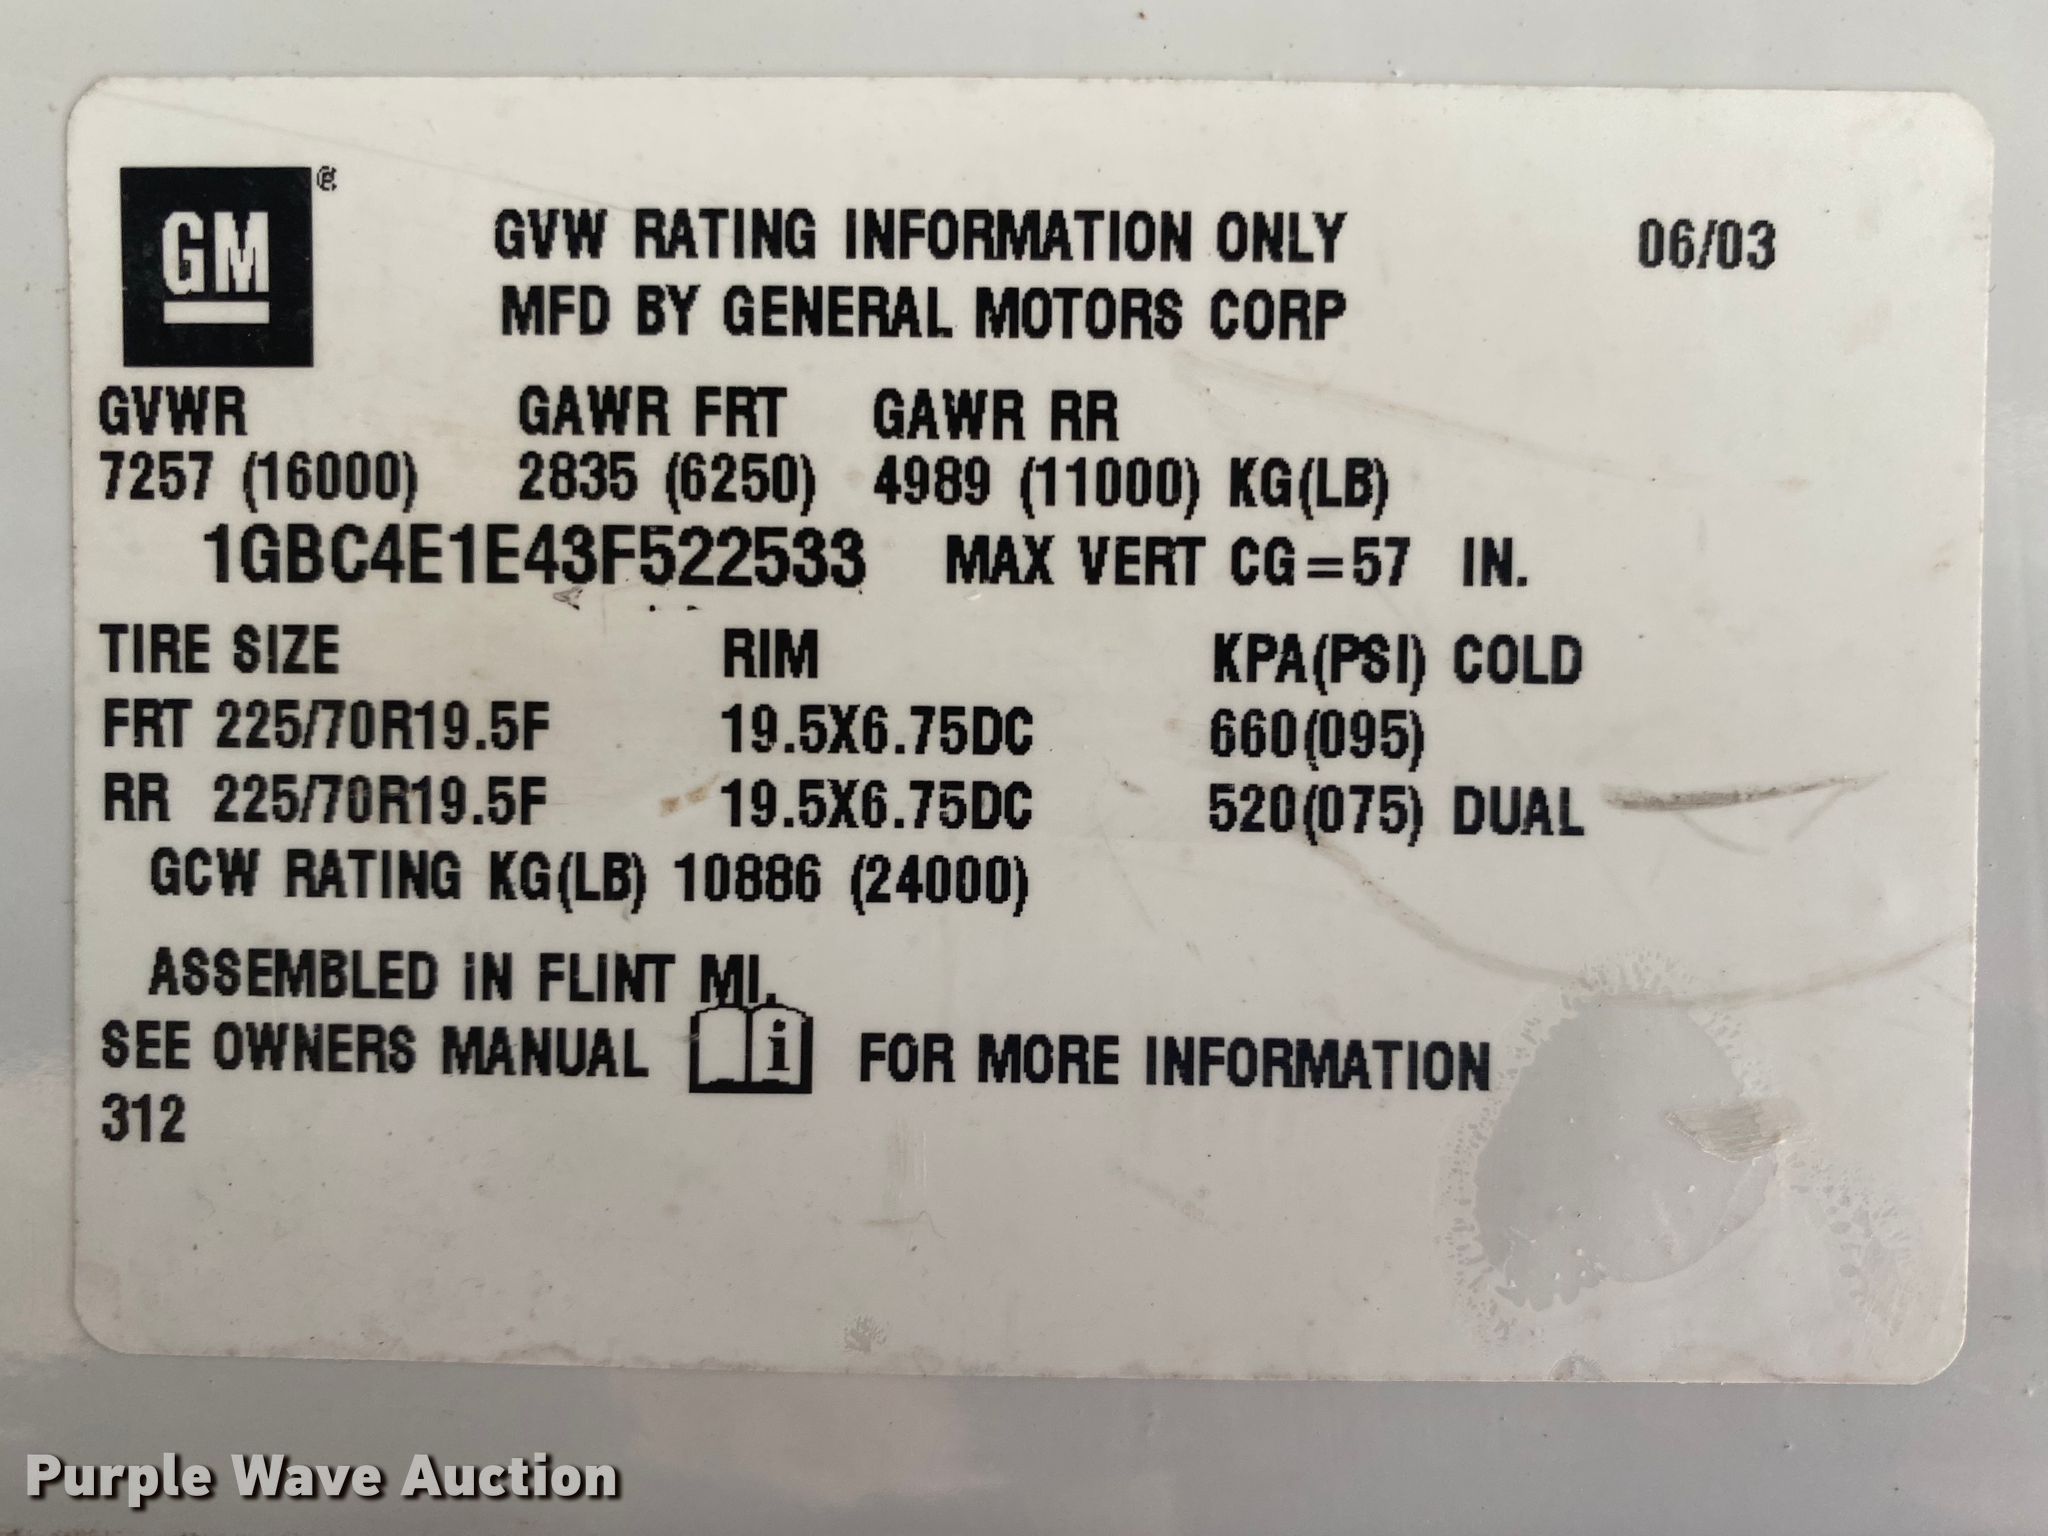 GM
®
GVW RATING INFORMATION ONLY 06/03
MFD BY GENERAL MOTORS CORP
GVWR GAWR FRT GAWR RR
7257 (16000) 2835 (6250) 4989 (11000) KG(LB)
1GBC4E1E43F522533 MAX VERT CG=57 IN.
TIRE SIZE RIM KPA(PSI) COLD
FRT 225/70R19.5F 19.5X6.75DC 660(095)
RR 225/70R19.5F 19.5X6.75DC 520(075) DUAL
GCW RATING KG(LB) 10886 (24000)
ASSEMBLED IN FLINT MI.
SEE OWNERS MANUAL i FOR MORE INFORMATION
312
Purple Wave Auction